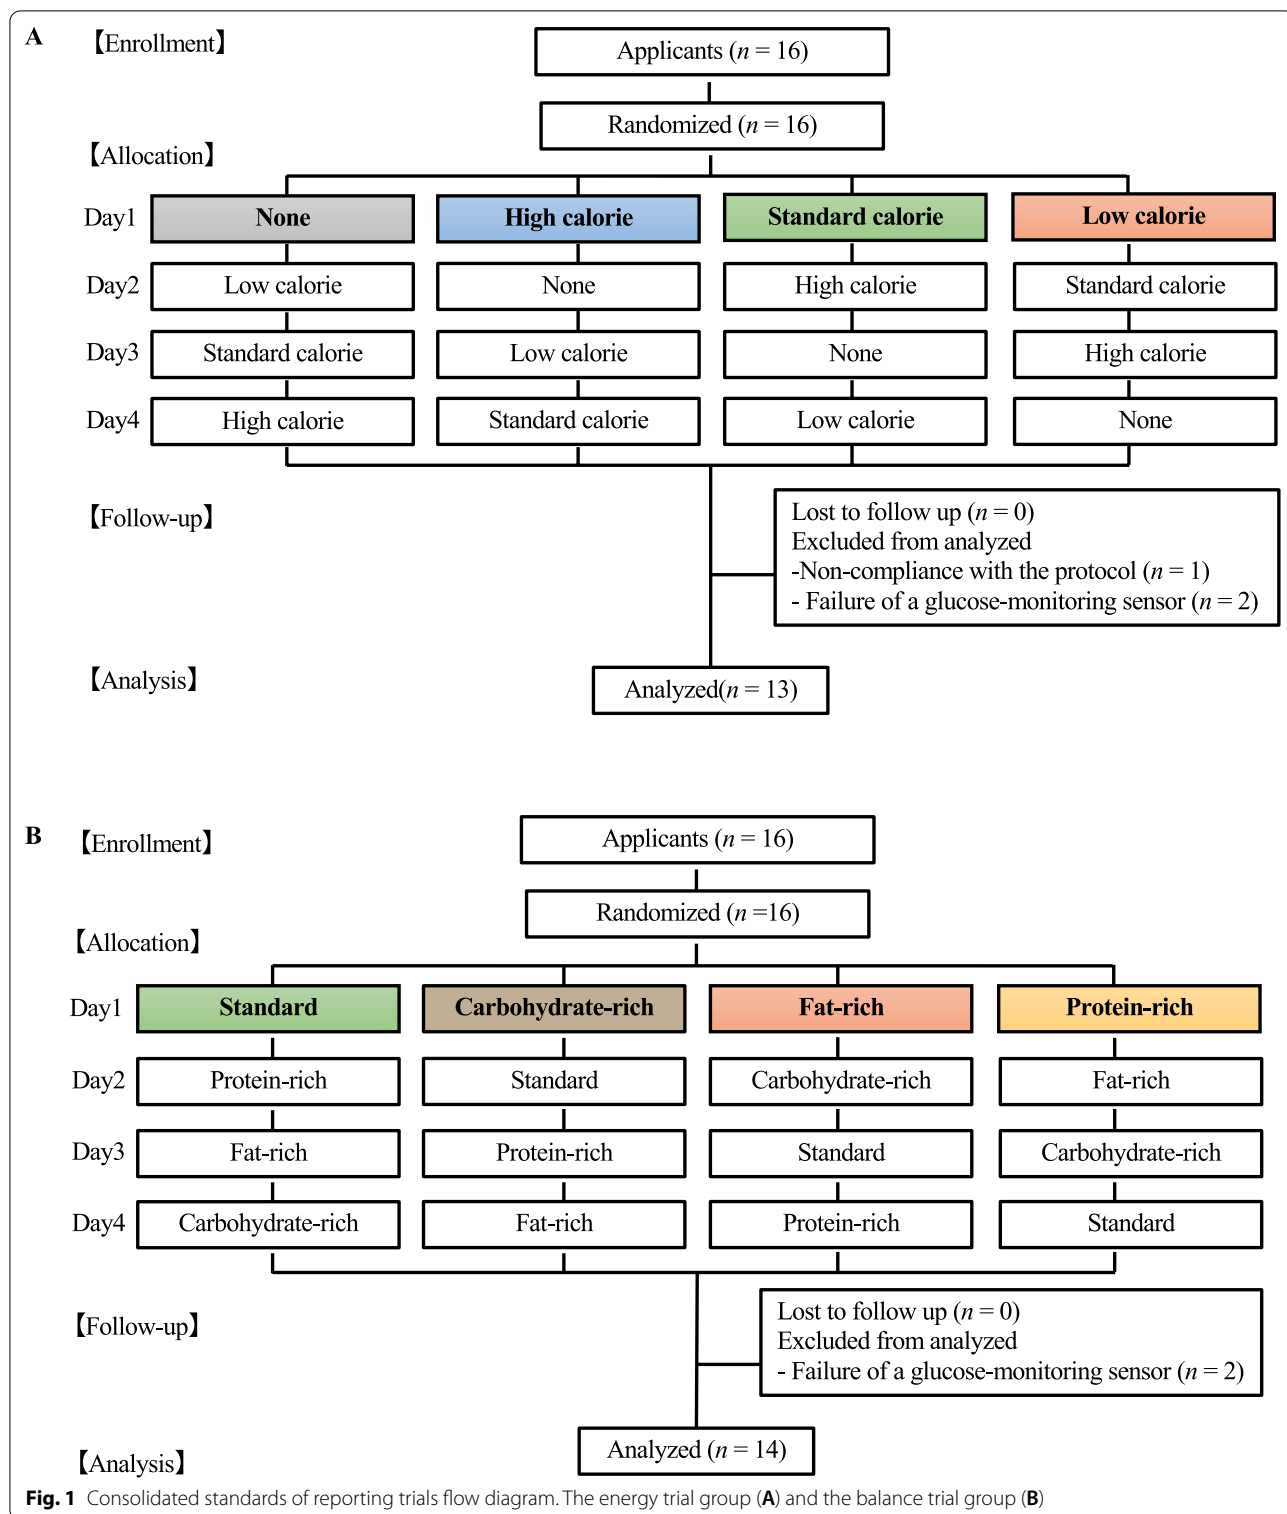 A
【Enrollment】
Applicants (n = 16)
Randomized (n = 16)
【Allocation】
Day1
None
High calorie
Standard calorie
Low calorie
Day2
Low calorie
None
High calorie
Standard calorie
Day3
Standard calorie
Low calorie
None
High calorie
Day4
High calorie
Standard calorie
Low calorie
None
【Follow-up】
Lost to follow up (n = 0)
Excluded from analyzed
-Non-compliance with the protocol (n = 1)
- Failure of a glucose-monitoring sensor (n = 2)
【Analysis】
Analyzed(n = 13)
B
【Enrollment】
Applicants (n = 16)
Randomized (n =16)
【Allocation】
Day1
Standard
Carbohydrate-rich
Fat-rich
Protein-rich
Day2
Protein-rich
Standard
Carbohydrate-rich
Fat-rich
Day3
Fat-rich
Protein-rich
Standard
Carbohydrate-rich
Day4
Carbohydrate-rich
Fat-rich
Protein-rich
Standard
【Follow-up】
Lost to follow up (n = 0)
Excluded from analyzed
- Failure of a glucose-monitoring sensor (n = 2)
【Analysis】
Analyzed (n = 14)
Fig. 1 Consolidated standards of reporting trials flow diagram. The energy trial group (A) and the balance trial group (B)